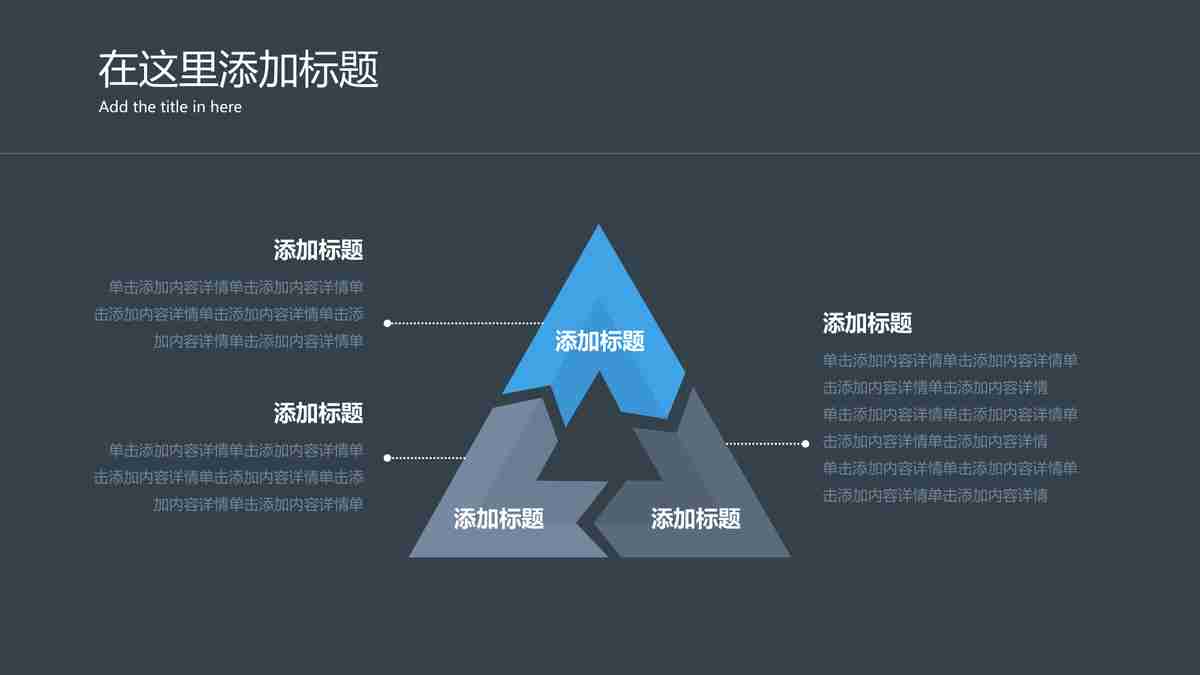 在这里添加标题
Add the title in here
添加标题
单击添加内容详情单击添加内容详情单
击添加内容详情单击添加内容详情单击添
加内容详情单击添加内容详情单
添加标题
单击添加内容详情单击添加内容详情单
击添加内容详情单击添加内容详情单击添
加内容详情单击添加内容详情单
添加标题
添加标题
添加标题
添加标题
单击添加内容详情单击添加内容详情单
击添加内容详情单击添加内容详情
单击添加内容详情单击添加内容详情单
击添加内容详情单击添加内容详情
单击添加内容详情单击添加内容详情单
击添加内容详情单击添加内容详情